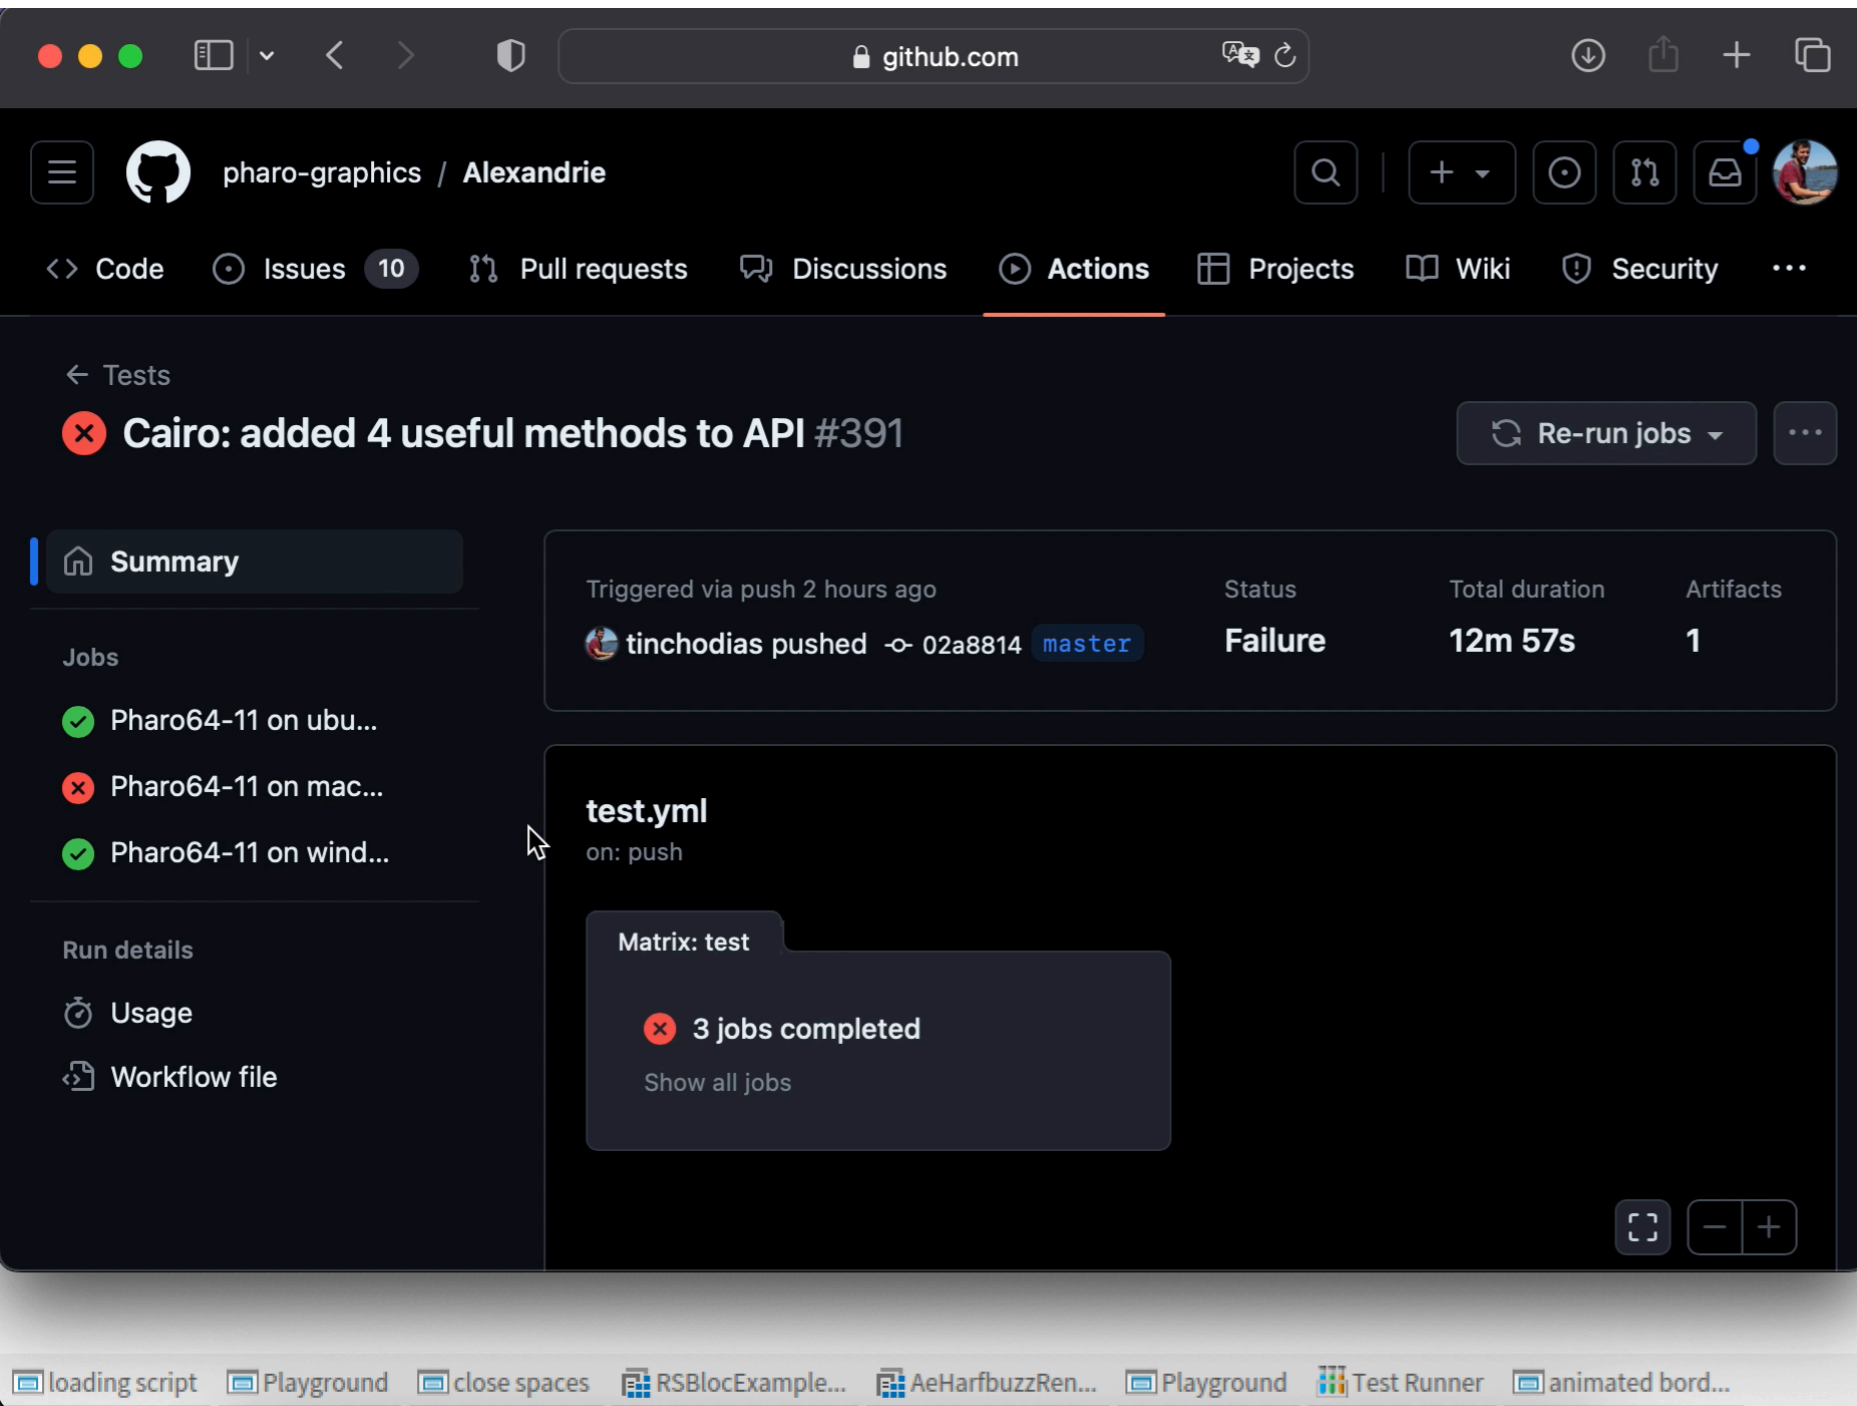 github.com
pharo-graphics / Alexandrie
Code Issues 10 Pull requests Discussions Actions Projects Wiki Security
Tests
Cairo: added 4 useful methods to API #391
Re-run jobs
Summary
Jobs
Pharo64-11 on ubu...
Pharo64-11 on mac...
Pharo64-11 on wind...
Run details
Usage
Workflow file
Triggered via push 2 hours ago
tinchodias pushed 02a8814 master
Status
Failure
Total duration
12m 57s
Artifacts
1
test.yml
on: push
Matrix: test
3 jobs completed
Show all jobs
loading script Playground close spaces RSBlocExample... AeHarfbuzzRen... Playground Test Runner animated bord...